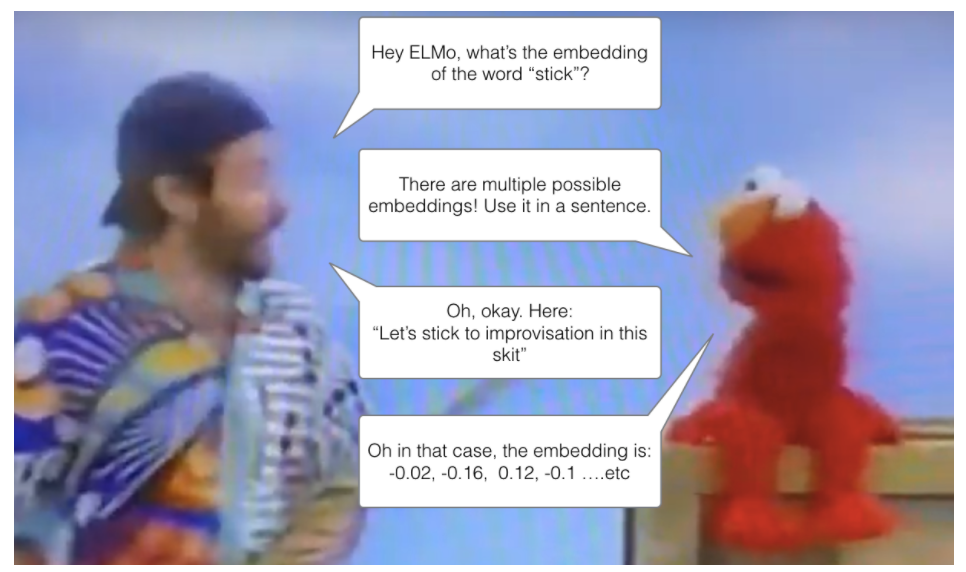 Hey ELMo, what's the embedding
of the word “stick”?
There are multiple possible
embeddings! Use it in a sentence.
Oh, okay. Here:
“Let's stick to improvisation in this
skit”
Oh in that case, the embedding is:
-0.02, -0.16, 0.12, -0.1 ….etc